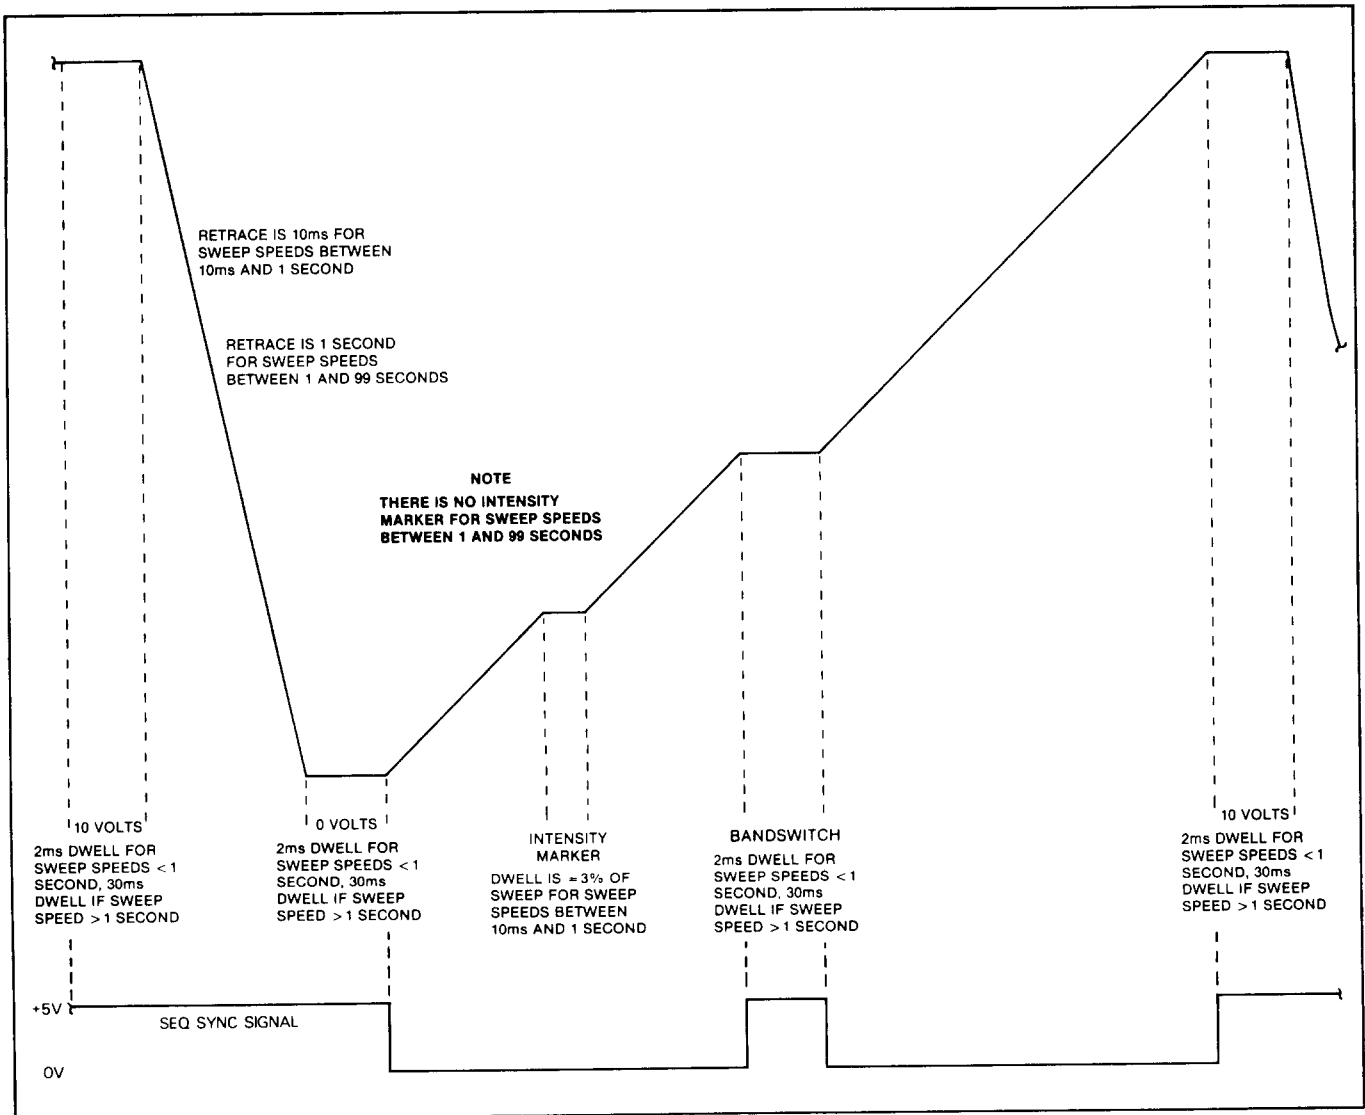 RETRACE IS 10ms FOR
SWEEP SPEEDS BETWEEN
10ms AND 1 SECOND
RETRACE IS 1 SECOND
FOR SWEEP SPEEDS
BETWEEN 1 AND 99 SECONDS
NOTE
THERE IS NO INTENSITY
MARKER FOR SWEEP SPEEDS
BETWEEN 1 AND 99 SECONDS
10 VOLTS
2ms DWELL FOR
SWEEP SPEEDS < 1
SECOND, 30ms
DWELL IF SWEEP
SPEED > 1 SECOND
0 VOLTS
2ms DWELL FOR
SWEEP SPEEDS < 1
SECOND, 30ms
DWELL IF SWEEP
SPEED > 1 SECOND
INTENSITY
MARKER
DWELL IS ≈3% OF
SWEEP FOR SWEEP
SPEEDS BETWEEN
10ms AND 1 SECOND
BANDSWITCH
2ms DWELL FOR
SWEEP SPEEDS < 1
SECOND, 30ms
DWELL IF SWEEP
SPEED > 1 SECOND
10 VOLTS
2ms DWELL FOR
SWEEP SPEEDS < 1
SECOND, 30ms
DWELL IF SWEEP
SPEED > 1 SECOND
+5V
SEQ SYNC SIGNAL
0V